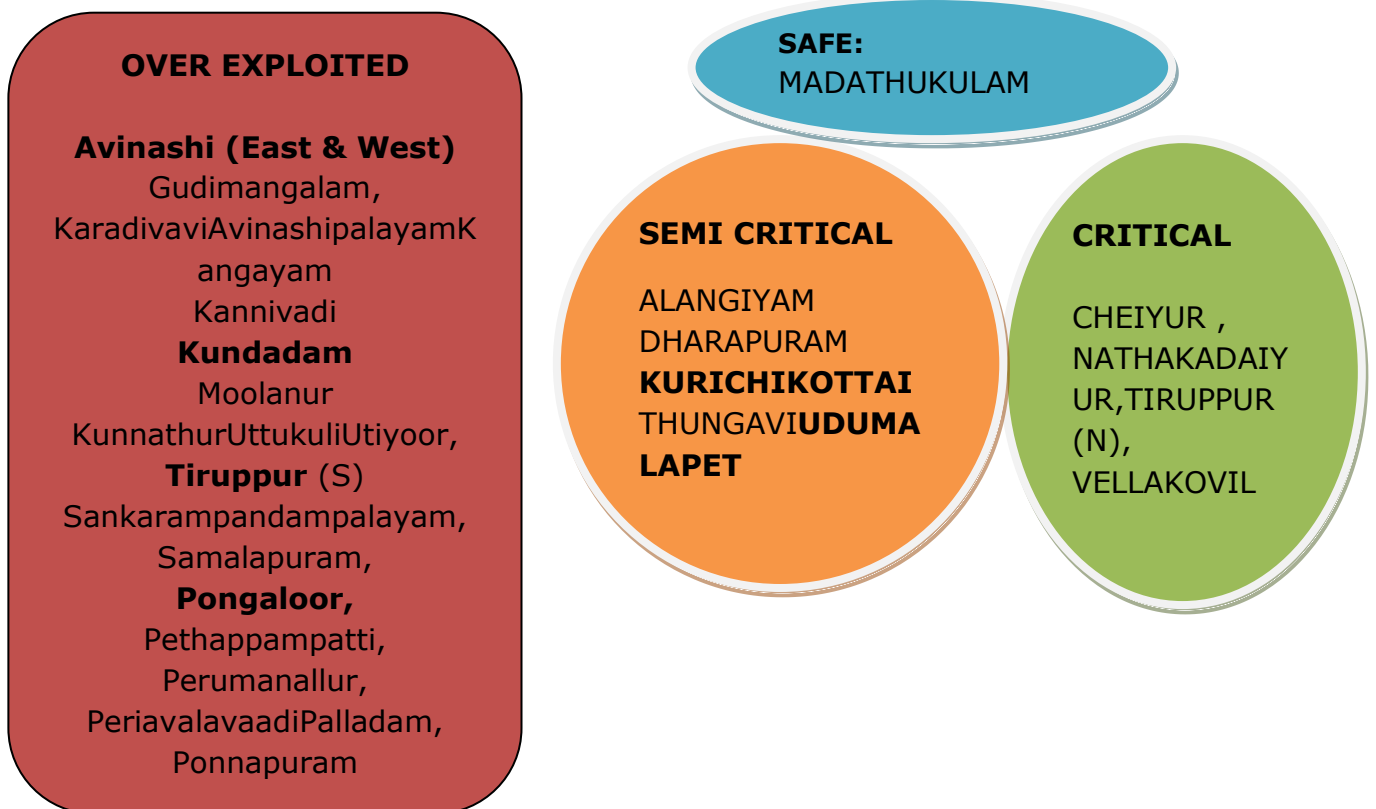 OVER EXPLOITED
Avinashi (East & West)
Gudimangalam,
KaradivaviAvinashipalayamK
angayam
Kannivadi
Kundadam
Moolanur
KunnathurUttukuliUtiyoor,
Tiruppur (S)
Sankarampandampalayam,
Samalapuram,
Pongaloor,
Pethappampatti,
Perumanallur,
PeriavalavaadiPalladam,
Ponnapuram
SAFE:
MADATHUKULAM
SEMI CRITICAL
ALANGIYAM
DHARAPURAM
KURICHIKOTTAI
THUNGAVIUDUMA
LAPET
CRITICAL
CHEIYUR ,
NATHAKADAIY
UR,TIRUPPUR
(N),
VELLAKOVIL